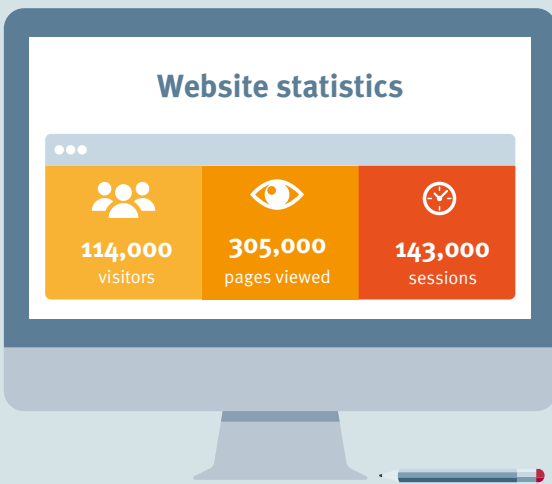 Website statistics
114,000
visitors
305,000
pages viewed
143,000
sessions